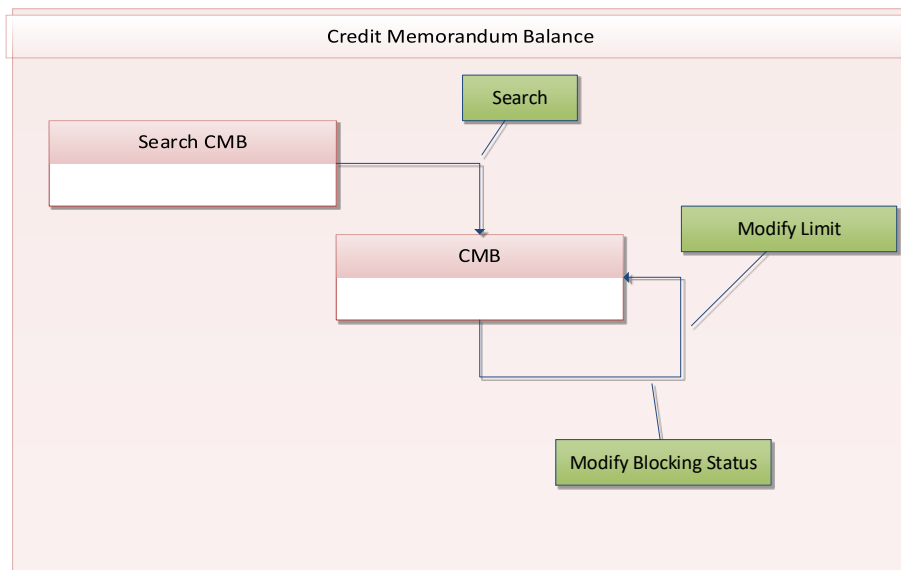 Credit Memorandum Balance
Search
Search CMB
Modify Limit
CMB
Modify Blocking Status